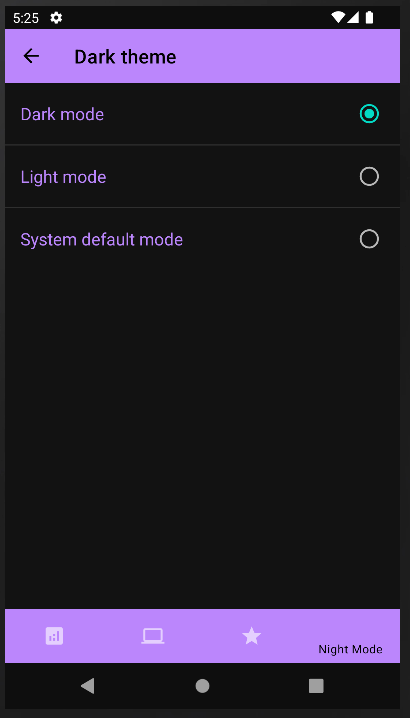 5:25
Dark theme
Dark mode
Light mode
System default mode
Night Mode